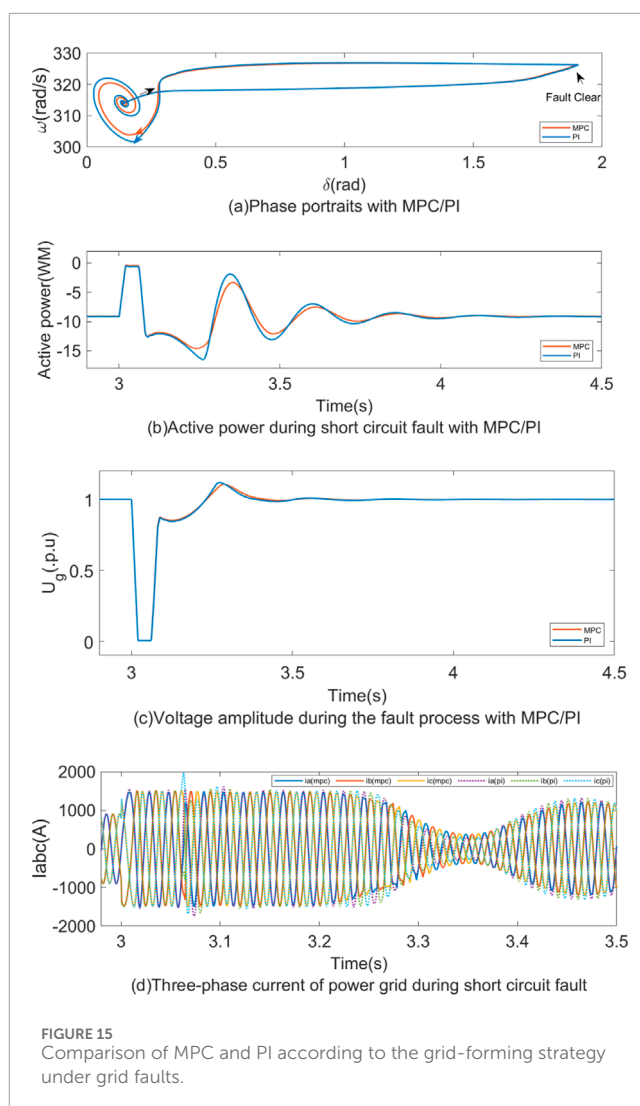 330
320
310
300
ω(rad/s)
0
0.5
1
1.5
2
δ(rad)
Fault Clear
MPC
PI
(a)Phase portraits with MPC/PI
0
-5
-10
-15
Active power(WM)
3
3.5
4
4.5
Time(s)
MPC
PI
(b)Active power during short circuit fault with MPC/PI
1
0.5
0
U_g(.p.u)
3
3.5
4
4.5
Time(s)
MPC
PI
(c)Voltage amplitude during the fault process with MPC/PI
2000
1000
0
-1000
-2000
Iabc(A)
ia(mpc) ib(mpc) ic(mpc) ia(pi) ib(pi) ic(pi)
3
3.1
3.2
3.3
3.4
3.5
Time(s)
(d)Three-phase current of power grid during short circuit fault
FIGURE 15
Comparison of MPC and PI according to the grid-forming strategy
under grid faults.